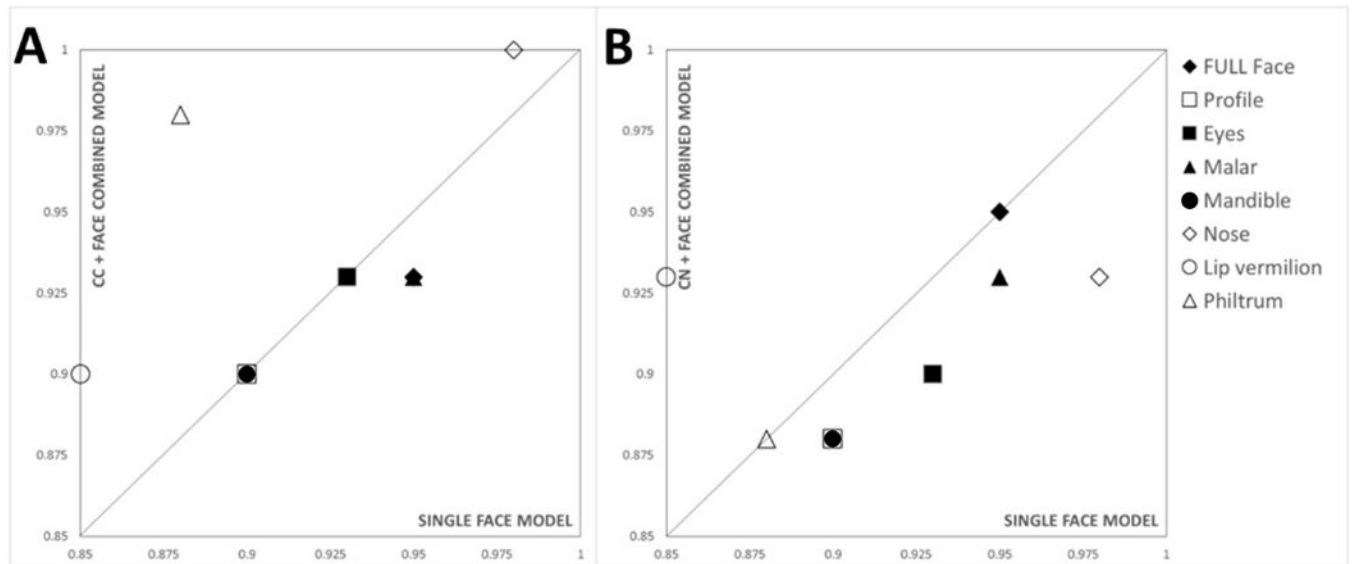 A
CC + FACE COMBINED MODEL
1
0.975
0.95
0.925
0.9
0.875
0.85
SINGLE FACE MODEL
0.85 0.875 0.9 0.925 0.95 0.975 1
B
CN + FACE COMBINED MODEL
1
0.975
0.95
0.925
0.9
0.875
0.85
SINGLE FACE MODEL
0.85 0.875 0.9 0.925 0.95 0.975 1
FULL Face
Profile
Eyes
Malar
Mandible
Nose
Lip vermilion
Philtrum